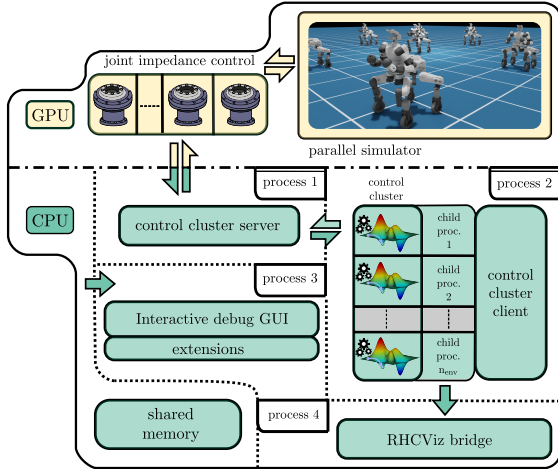 joint impedance control
GPU
parallel simulator
process 1
process 2
CPU
control cluster server
control
cluster
child
proc.
1
child
proc.
2
child
proc.
n_env
control
cluster
client
process 3
Interactive debug GUI
extensions
shared
memory
process 4
RHCViz bridge